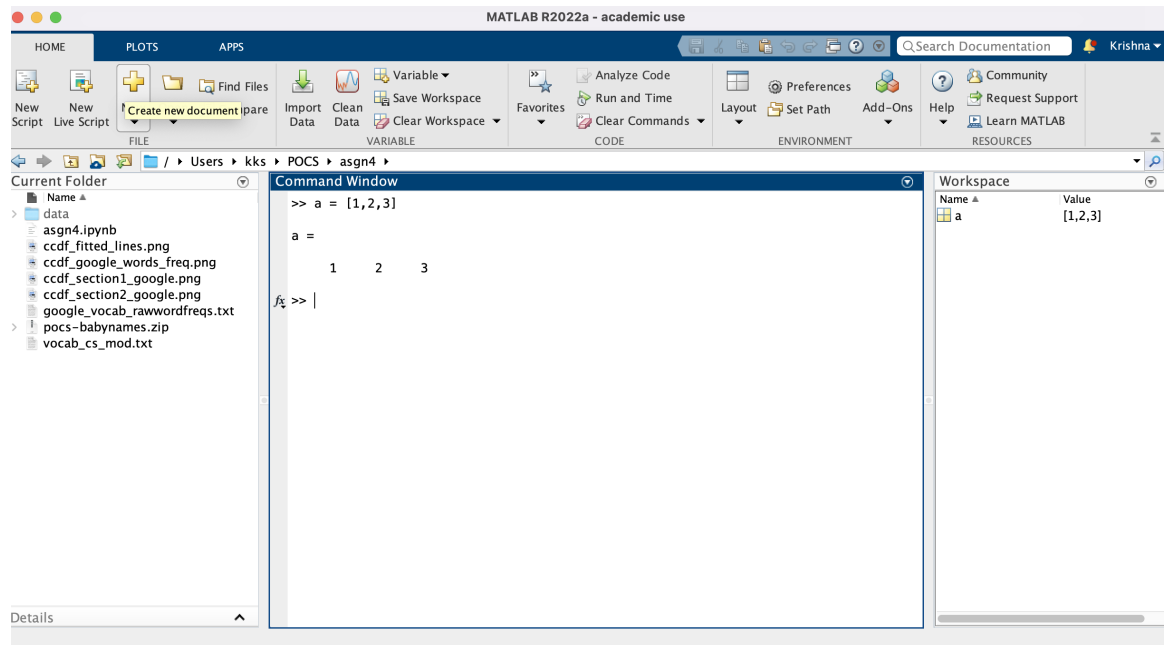 MATLAB R2022a - academic use
HOME PLOTS APPS Search Documentation Krishna
New Script
New Live Script
Create new document
Find Files
Import Data
Clean Data
Variable
Save Workspace
Clear Workspace
Favorites
Analyze Code
Run and Time
Clear Commands
Layout
Preferences
Set Path
Add-Ons
Help
Community
Request Support
Learn MATLAB
FILE VARIABLE CODE ENVIRONMENT RESOURCES
/ Users kks POCS asgn4
Current Folder
Name
data
asgn4.ipynb
ccdf_fitted_lines.png
ccdf_google_words_freq.png
ccdf_section1_google.png
ccdf_section2_google.png
google_vocab_rawwordfreqs.txt
pocs-babynames.zip
vocab_cs_mod.txt
Details
Command Window
>> a = [1,2,3]
a =
1 2 3
fx >>
Workspace
Name Value
a [1,2,3]